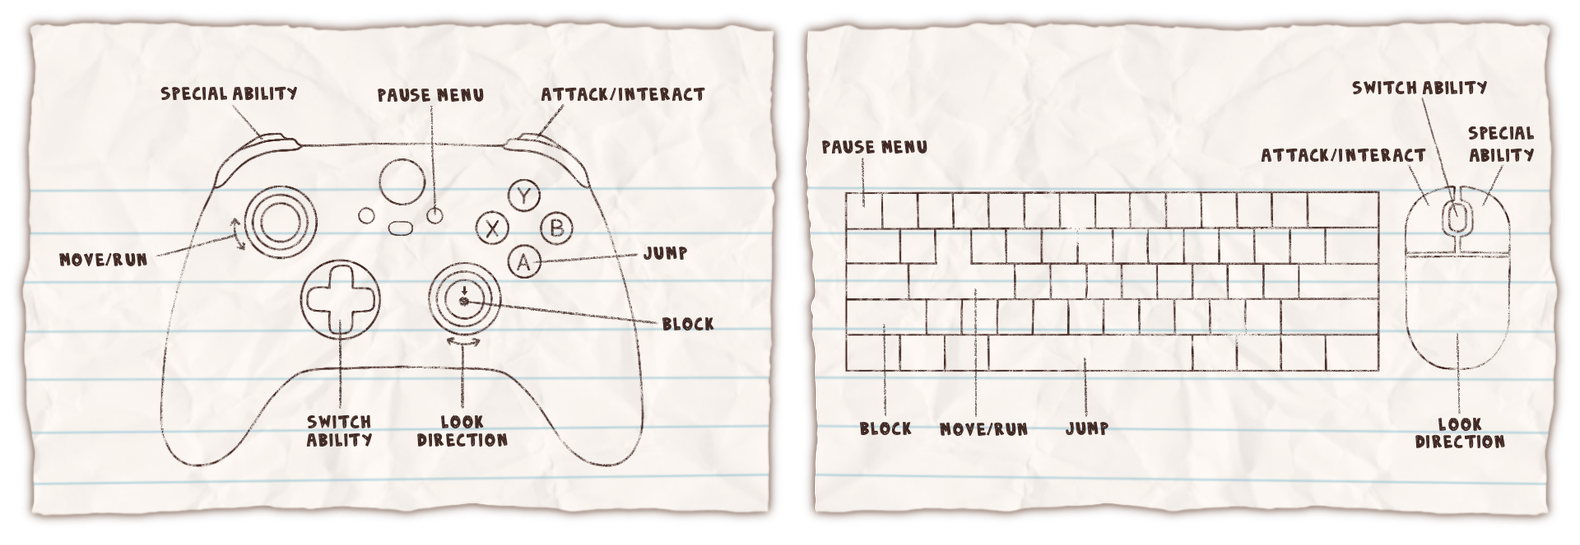 SPECIAL ABILITY
PAUSE MENU
ATTACK/INTERACT
Y
X
B
A
MOVE/RUN
JUMP
BLOCK
SWITCH
ABILITY
LOOK
DIRECTION
SWITCH ABILITY
SPECIAL
ABILITY
PAUSE MENU
ATTACK/INTERACT
BLOCK
MOVE/RUN
JUMP
LOOK
DIRECTION